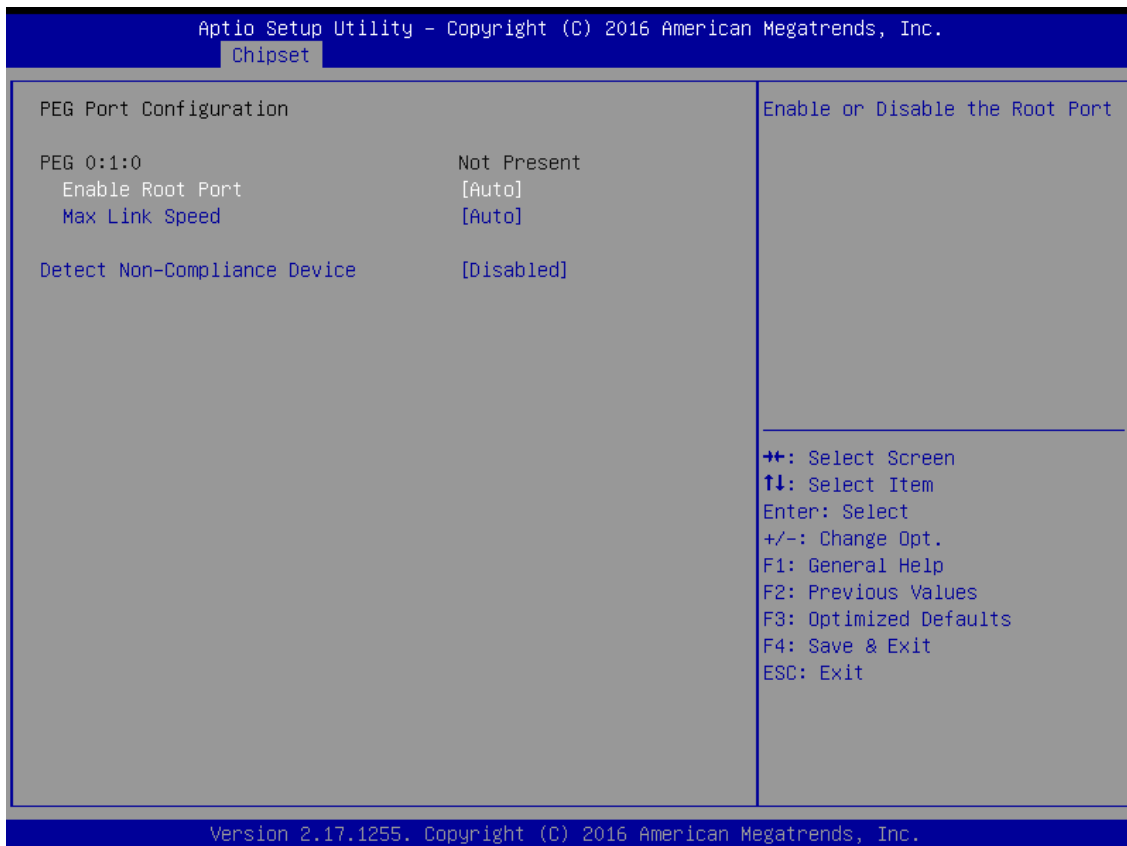 Aptio Setup Utility – Copyright (C) 2016 American Megatrends, Inc.
Chipset
PEG Port Configuration
PEG 0:1:0 Not Present
Enable Root Port [Auto]
Max Link Speed [Auto]
Detect Non-Compliance Device [Disabled]
Enable or Disable the Root Port
→←: Select Screen
↑↓: Select Item
Enter: Select
+/-: Change Opt.
F1: General Help
F2: Previous Values
F3: Optimized Defaults
F4: Save & Exit
ESC: Exit
Version 2.17.1255. Copyright (C) 2016 American Megatrends, Inc.